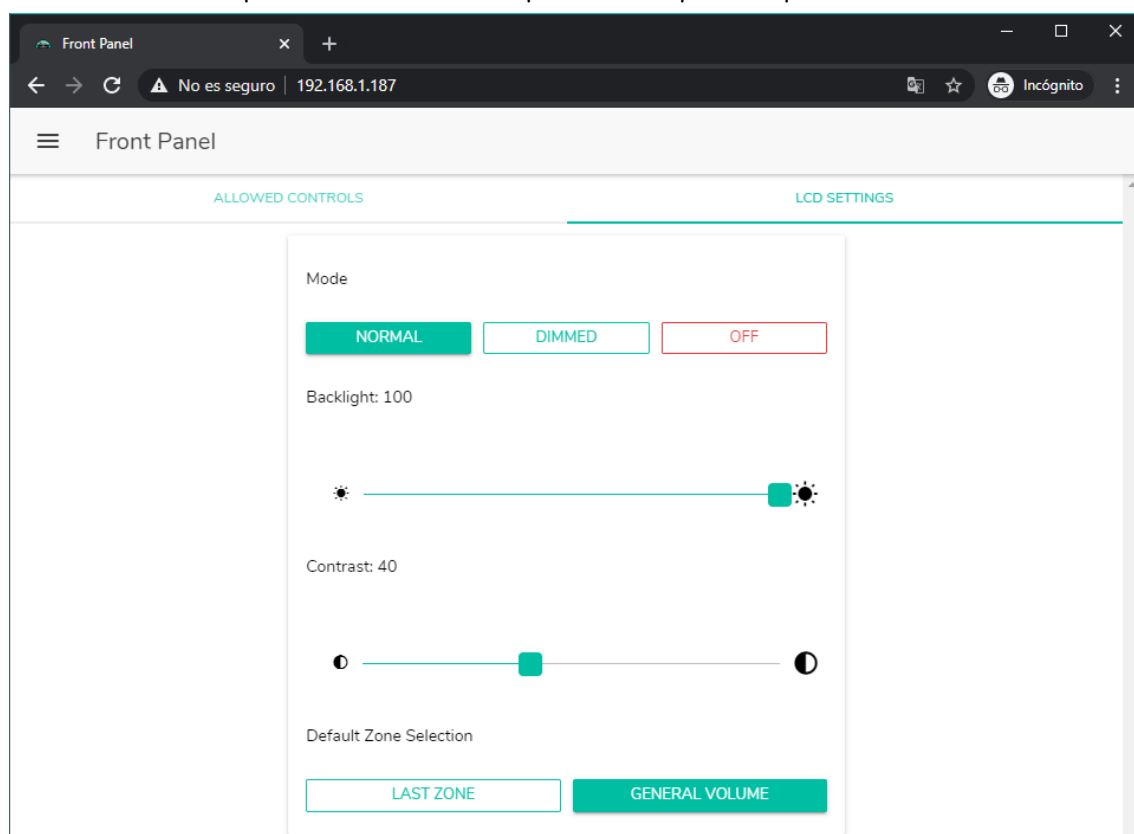 Front Panel
No es seguro 192.168.1.187 Incógnito
Front Panel
ALLOWED CONTROLS LCD SETTINGS
Mode
NORMAL DIMMED OFF
Backlight: 100
Contrast: 40
Default Zone Selection
LAST ZONE GENERAL VOLUME